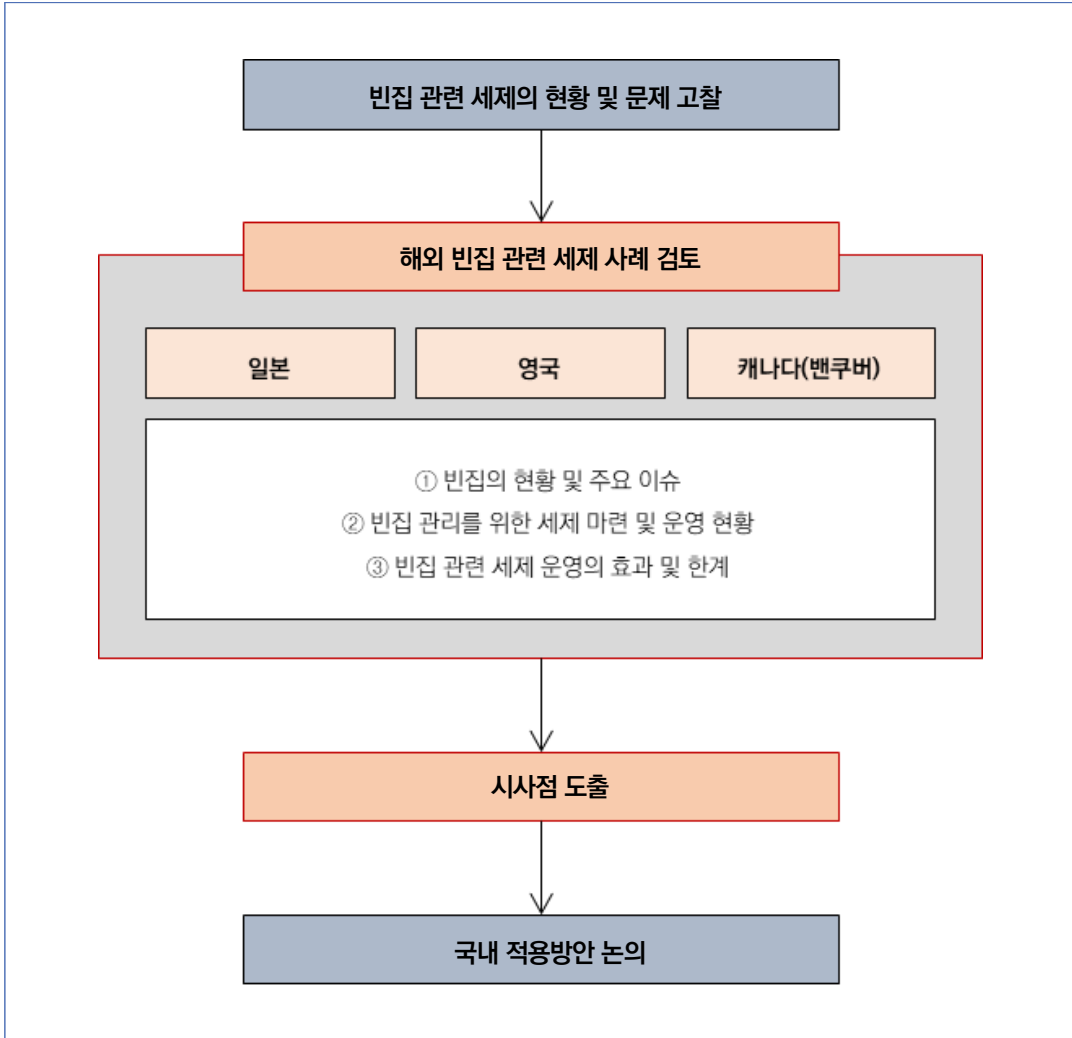 빈집 관련 세제의 현황 및 문제 고찰
해외 빈집 관련 세제 사례 검토
일본
영국
캐나다(밴쿠버)
① 빈집의 현황 및 주요 이슈
② 빈집 관리를 위한 세제 마련 및 운영 현황
③ 빈집 관련 세제 운영의 효과 및 한계
시사점 도출
국내 적용방안 논의